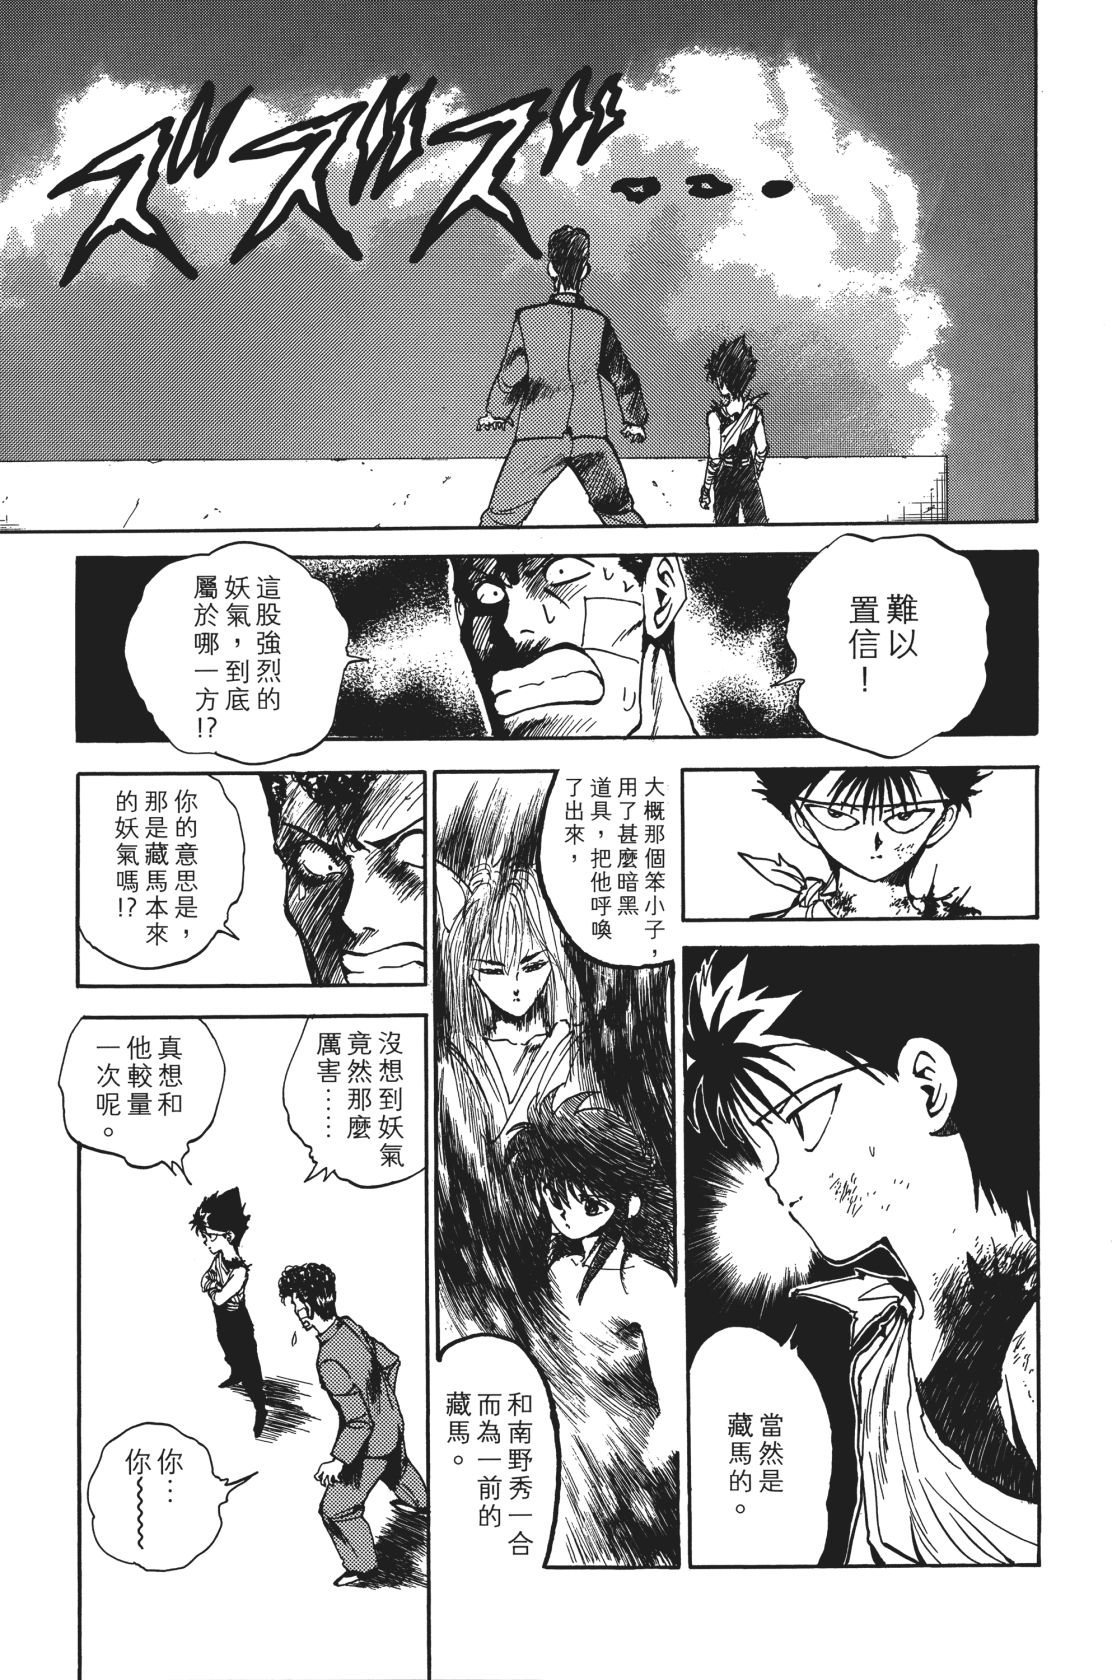 ズズズ
難以
置信！
這股強烈的
妖氣，到底
屬於哪一方!?
大概那個笨小子，
用了甚麼暗黑
道具，把他呼喚
了出來，
你的意思是，
那是藏馬本來
的妖氣嗎!?
當然是
藏馬的。
和南野秀一合
而為一前的
藏馬。
沒想到妖氣
竟然那麼
厲害……
真想和
他較量
一次呢。
你…
你～～